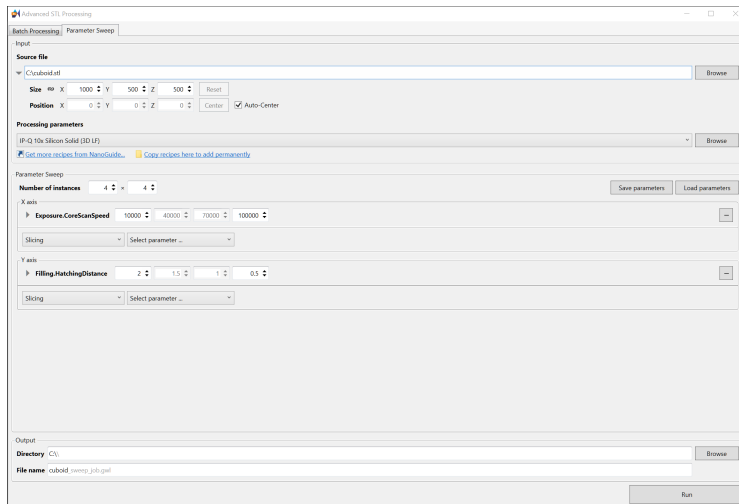 Advanced STL Processing
Batch Processing Parameter Sweep
Input
Source file
C:\cuboid.stl Browse
Size X 1000 Y 500 Z 500 Reset
Position X 0 Y 0 Z 0 Center Auto-Center
Processing parameters
IP-Q 10x Silicon Solid (3D LF) Browse
Get more recipes from NanoGuide... Copy recipes here to add permanently
Parameter Sweep
Number of instances 4 × 4 Save parameters Load parameters
X axis
Exposure.CoreScanSpeed 10000 40000 70000 100000 −
Slicing Select parameter ...
Y axis
Filling.HatchingDistance 2 1.5 1 0.5 −
Slicing Select parameter ...
Output
Directory C:\\. Browse
File name cuboid_sweep_job.gwl
Run